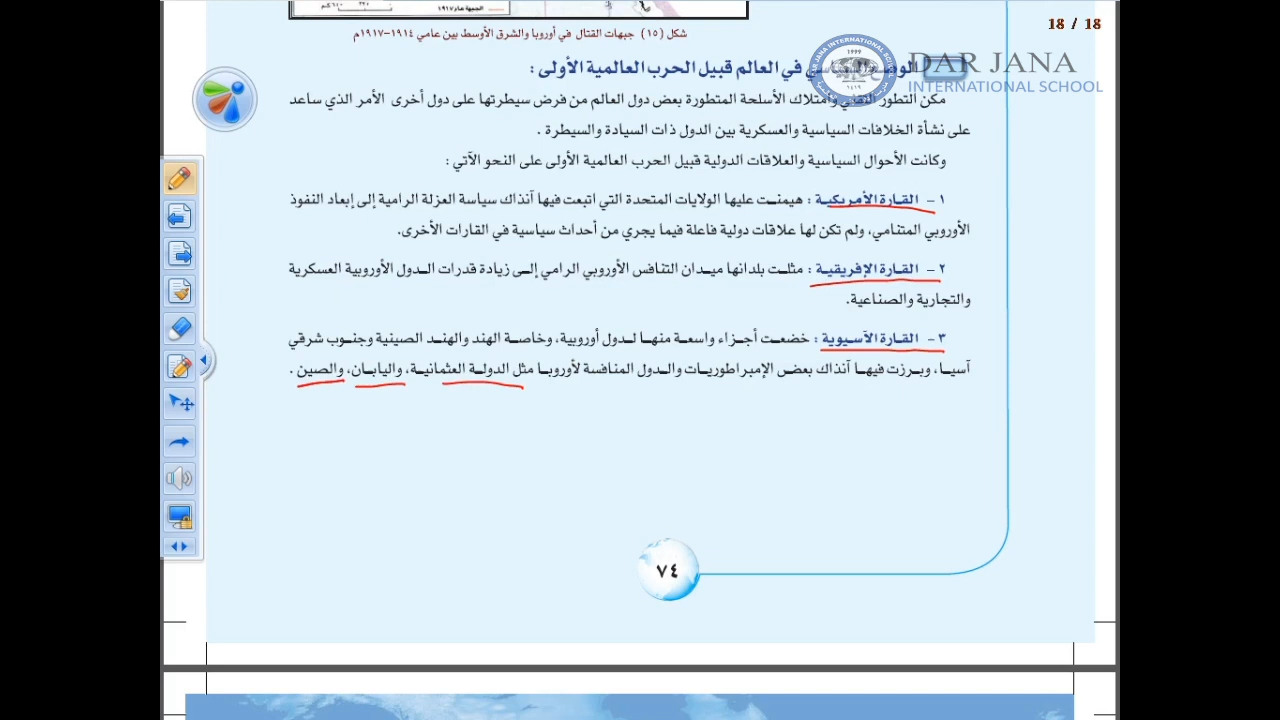 الجبهة عام ١٩١٧
شكل (١٥) جبهات القتال في أوروبا والشرق الأوسط بين عامي ١٩١٤-١٩١٧م
18 / 18
DAR JANA
INTERNATIONAL SCHOOL
في العالم قبيل الحرب العالمية الأولى :
مكن التطور التقني وامتلاك الأسلحة المتطورة بعض دول العالم من فرض سيطرتها على دول أخرى الأمر الذي ساعد
على نشأة الخلافات السياسية والعسكرية بين الدول ذات السيادة والسيطرة .
وكانت الأحوال السياسية والعلاقات الدولية قبيل الحرب العالمية الأولى على النحو الآتي :
١ - القارة الأمريكية : هيمنت عليها الولايات المتحدة التي اتبعت فيها آنذاك سياسة العزلة الرامية إلى إبعاد النفوذ
الأوروبي المتنامي، ولم تكن لها علاقات دولية فاعلة فيما يجري من أحداث سياسية في القارات الأخرى.
٢ - القارة الإفريقية : مثلت بلدانها ميدان التنافس الأوروبي الرامي إلى زيادة قدرات الدول الأوروبية العسكرية
والتجارية والصناعية.
٣ - القارة الآسيوية : خضعت أجزاء واسعة منها لدول أوروبية، وخاصة الهند والهند الصينية وجنوب شرقي
آسيا، وبرزت فيها آنذاك بعض الإمبراطوريات والدول المنافسة لأوروبا مثل الدولة العثمانية، واليابان، والصين .
٧٤